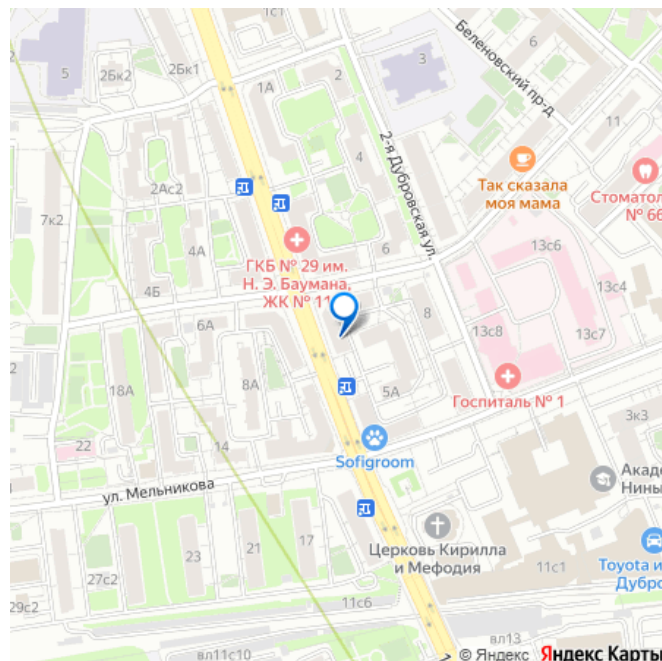 1с1
5
2Бк2
2Бк1
1А
2
3
6
Беленовский пр-д
11
4
2-я Дубровская ул.
Так сказала
моя мама
Стоматол
№ 66
2Ас2
7к2
4А
ГКБ № 29 им.
Н. Э. Баумана,
ЖК № 11
6
13с6
13с4
4Б
6А
8
13с8
13с7
18А
8А
5А
Госпиталь № 1
3к3
22
14
Sofigroom
ул. Мельникова
Акаде
Нины
23
21
17
Церковь Кирилла
и Мефодия
11с1
Toyota и
Дубро
27с2
29с2
11с6
вл11с10
вл13
© Яндекс Яндекс Карты